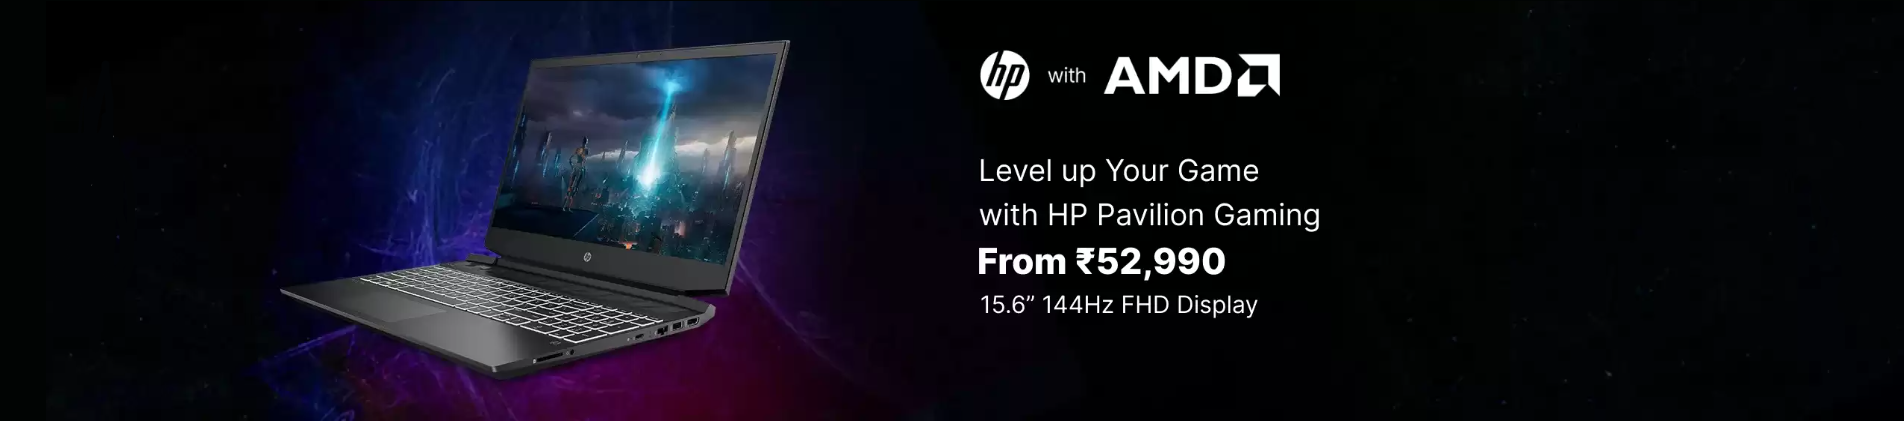 hp with AMD
Level up Your Game
with HP Pavilion Gaming
From ₹52,990
15.6” 144Hz FHD Display
hp